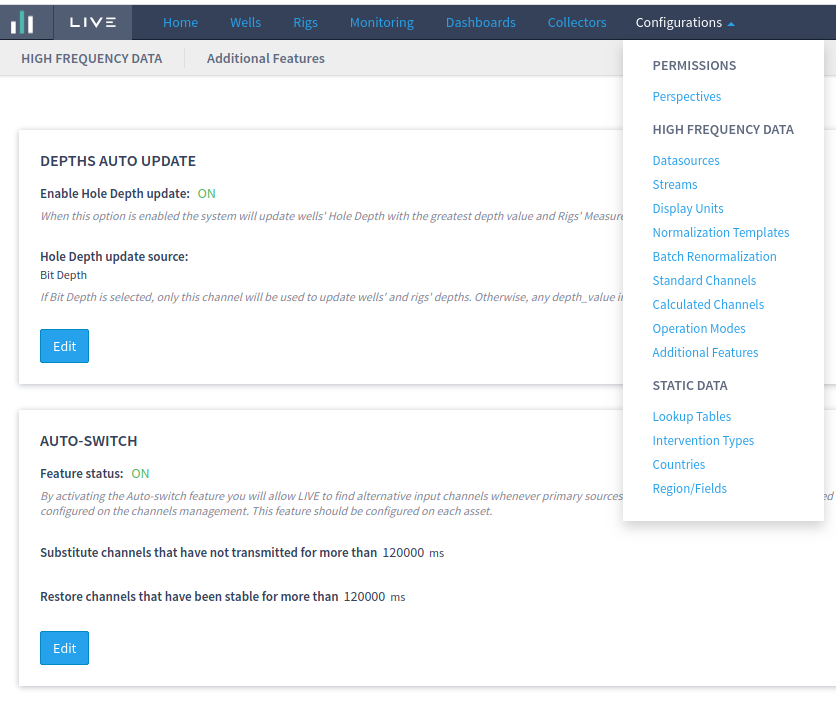 LIVE Home Wells Rigs Monitoring Dashboards Collectors Configurations
HIGH FREQUENCY DATA Additional Features
PERMISSIONS
Perspectives
HIGH FREQUENCY DATA
Datasources
Streams
Display Units
Normalization Templates
Batch Renormalization
Standard Channels
Calculated Channels
Operation Modes
Additional Features
STATIC DATA
Lookup Tables
Intervention Types
Countries
Region/Fields
DEPTHS AUTO UPDATE
Enable Hole Depth update: ON
When this option is enabled the system will update wells' Hole Depth with the greatest depth value and Rigs'
Hole Depth update source:
Bit Depth
If Bit Depth is selected, only this channel will be used to update wells' and rigs' depths. Otherwise, any depth_value
Edit
AUTO-SWITCH
Feature status: ON
By activating the Auto-switch feature you will allow LIVE to find alternative input channels whenever primary sources
configured on the channels management. This feature should be configured on each asset.
Substitute channels that have not transmitted for more than 120000 ms
Restore channels that have been stable for more than 120000 ms
Edit